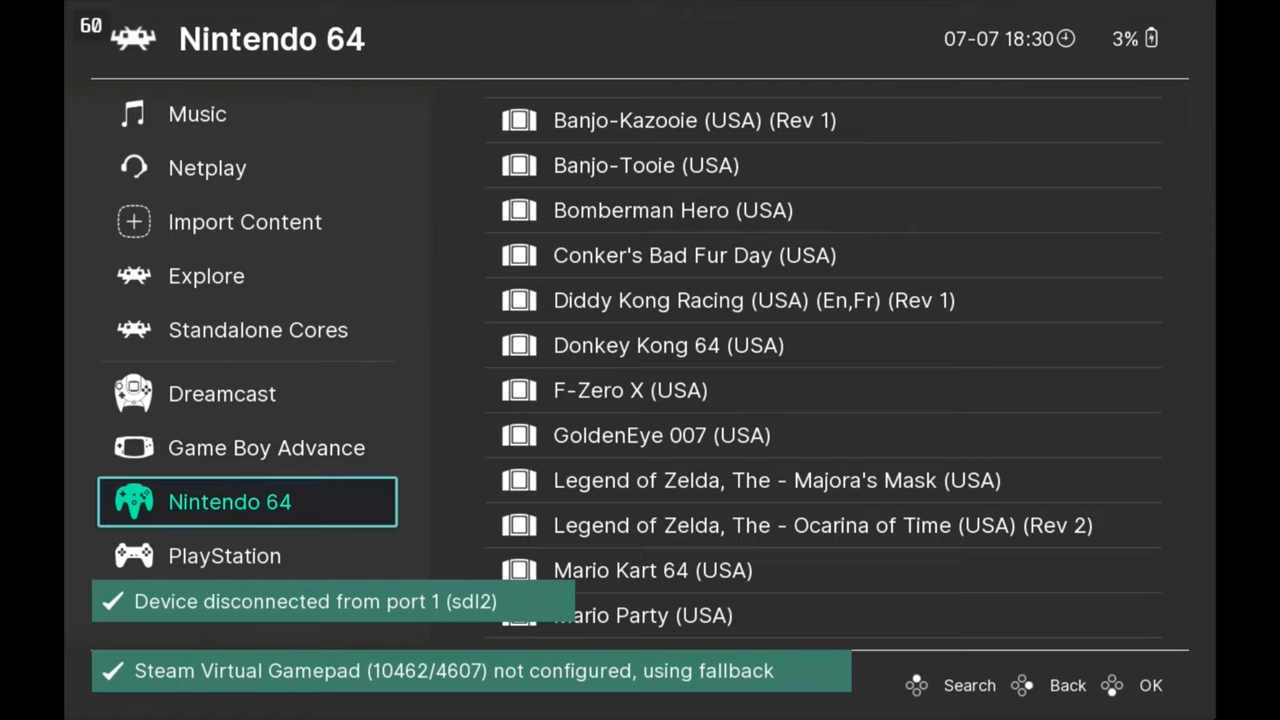 60
Nintendo 64
07-07 18:30
3%
Music
Netplay
Import Content
Explore
Standalone Cores
Dreamcast
Game Boy Advance
Nintendo 64
PlayStation
Banjo-Kazooie (USA) (Rev 1)
Banjo-Tooie (USA)
Bomberman Hero (USA)
Conker's Bad Fur Day (USA)
Diddy Kong Racing (USA) (En,Fr) (Rev 1)
Donkey Kong 64 (USA)
F-Zero X (USA)
GoldenEye 007 (USA)
Legend of Zelda, The - Majora's Mask (USA)
Legend of Zelda, The - Ocarina of Time (USA) (Rev 2)
Mario Kart 64 (USA)
Mario Party (USA)
Device disconnected from port 1 (sdl2)
Steam Virtual Gamepad (10462/4607) not configured, using fallback
Search Back OK